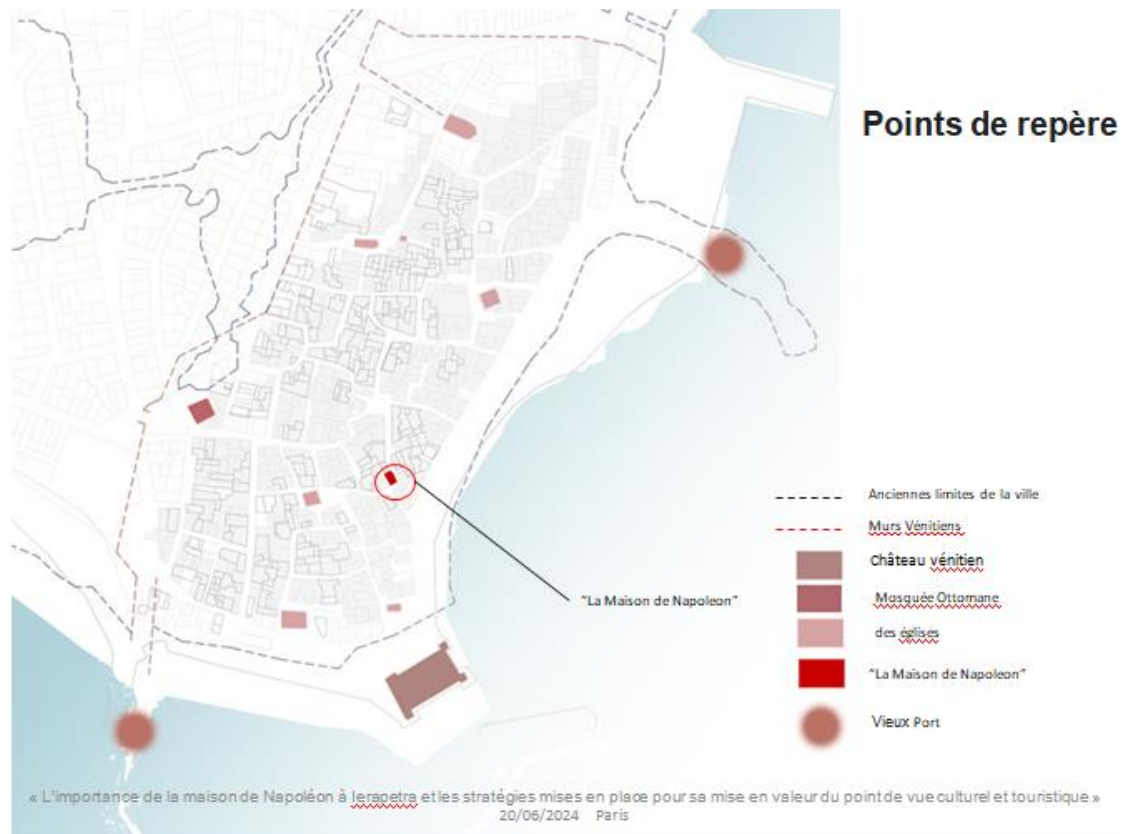 Points de repère
Anciennes limites de la ville
Murs Vénitiens
Château vénitien
"La Maison de Napoleon"
Mosquée Ottomane
des églises
"La Maison de Napoleon"
Vieux Port
« L'importance de la maison de Napoléon à Ierapetra et les stratégies mises en place pour sa mise en valeur du point de vue culturel et touristique »
20/06/2024 Paris